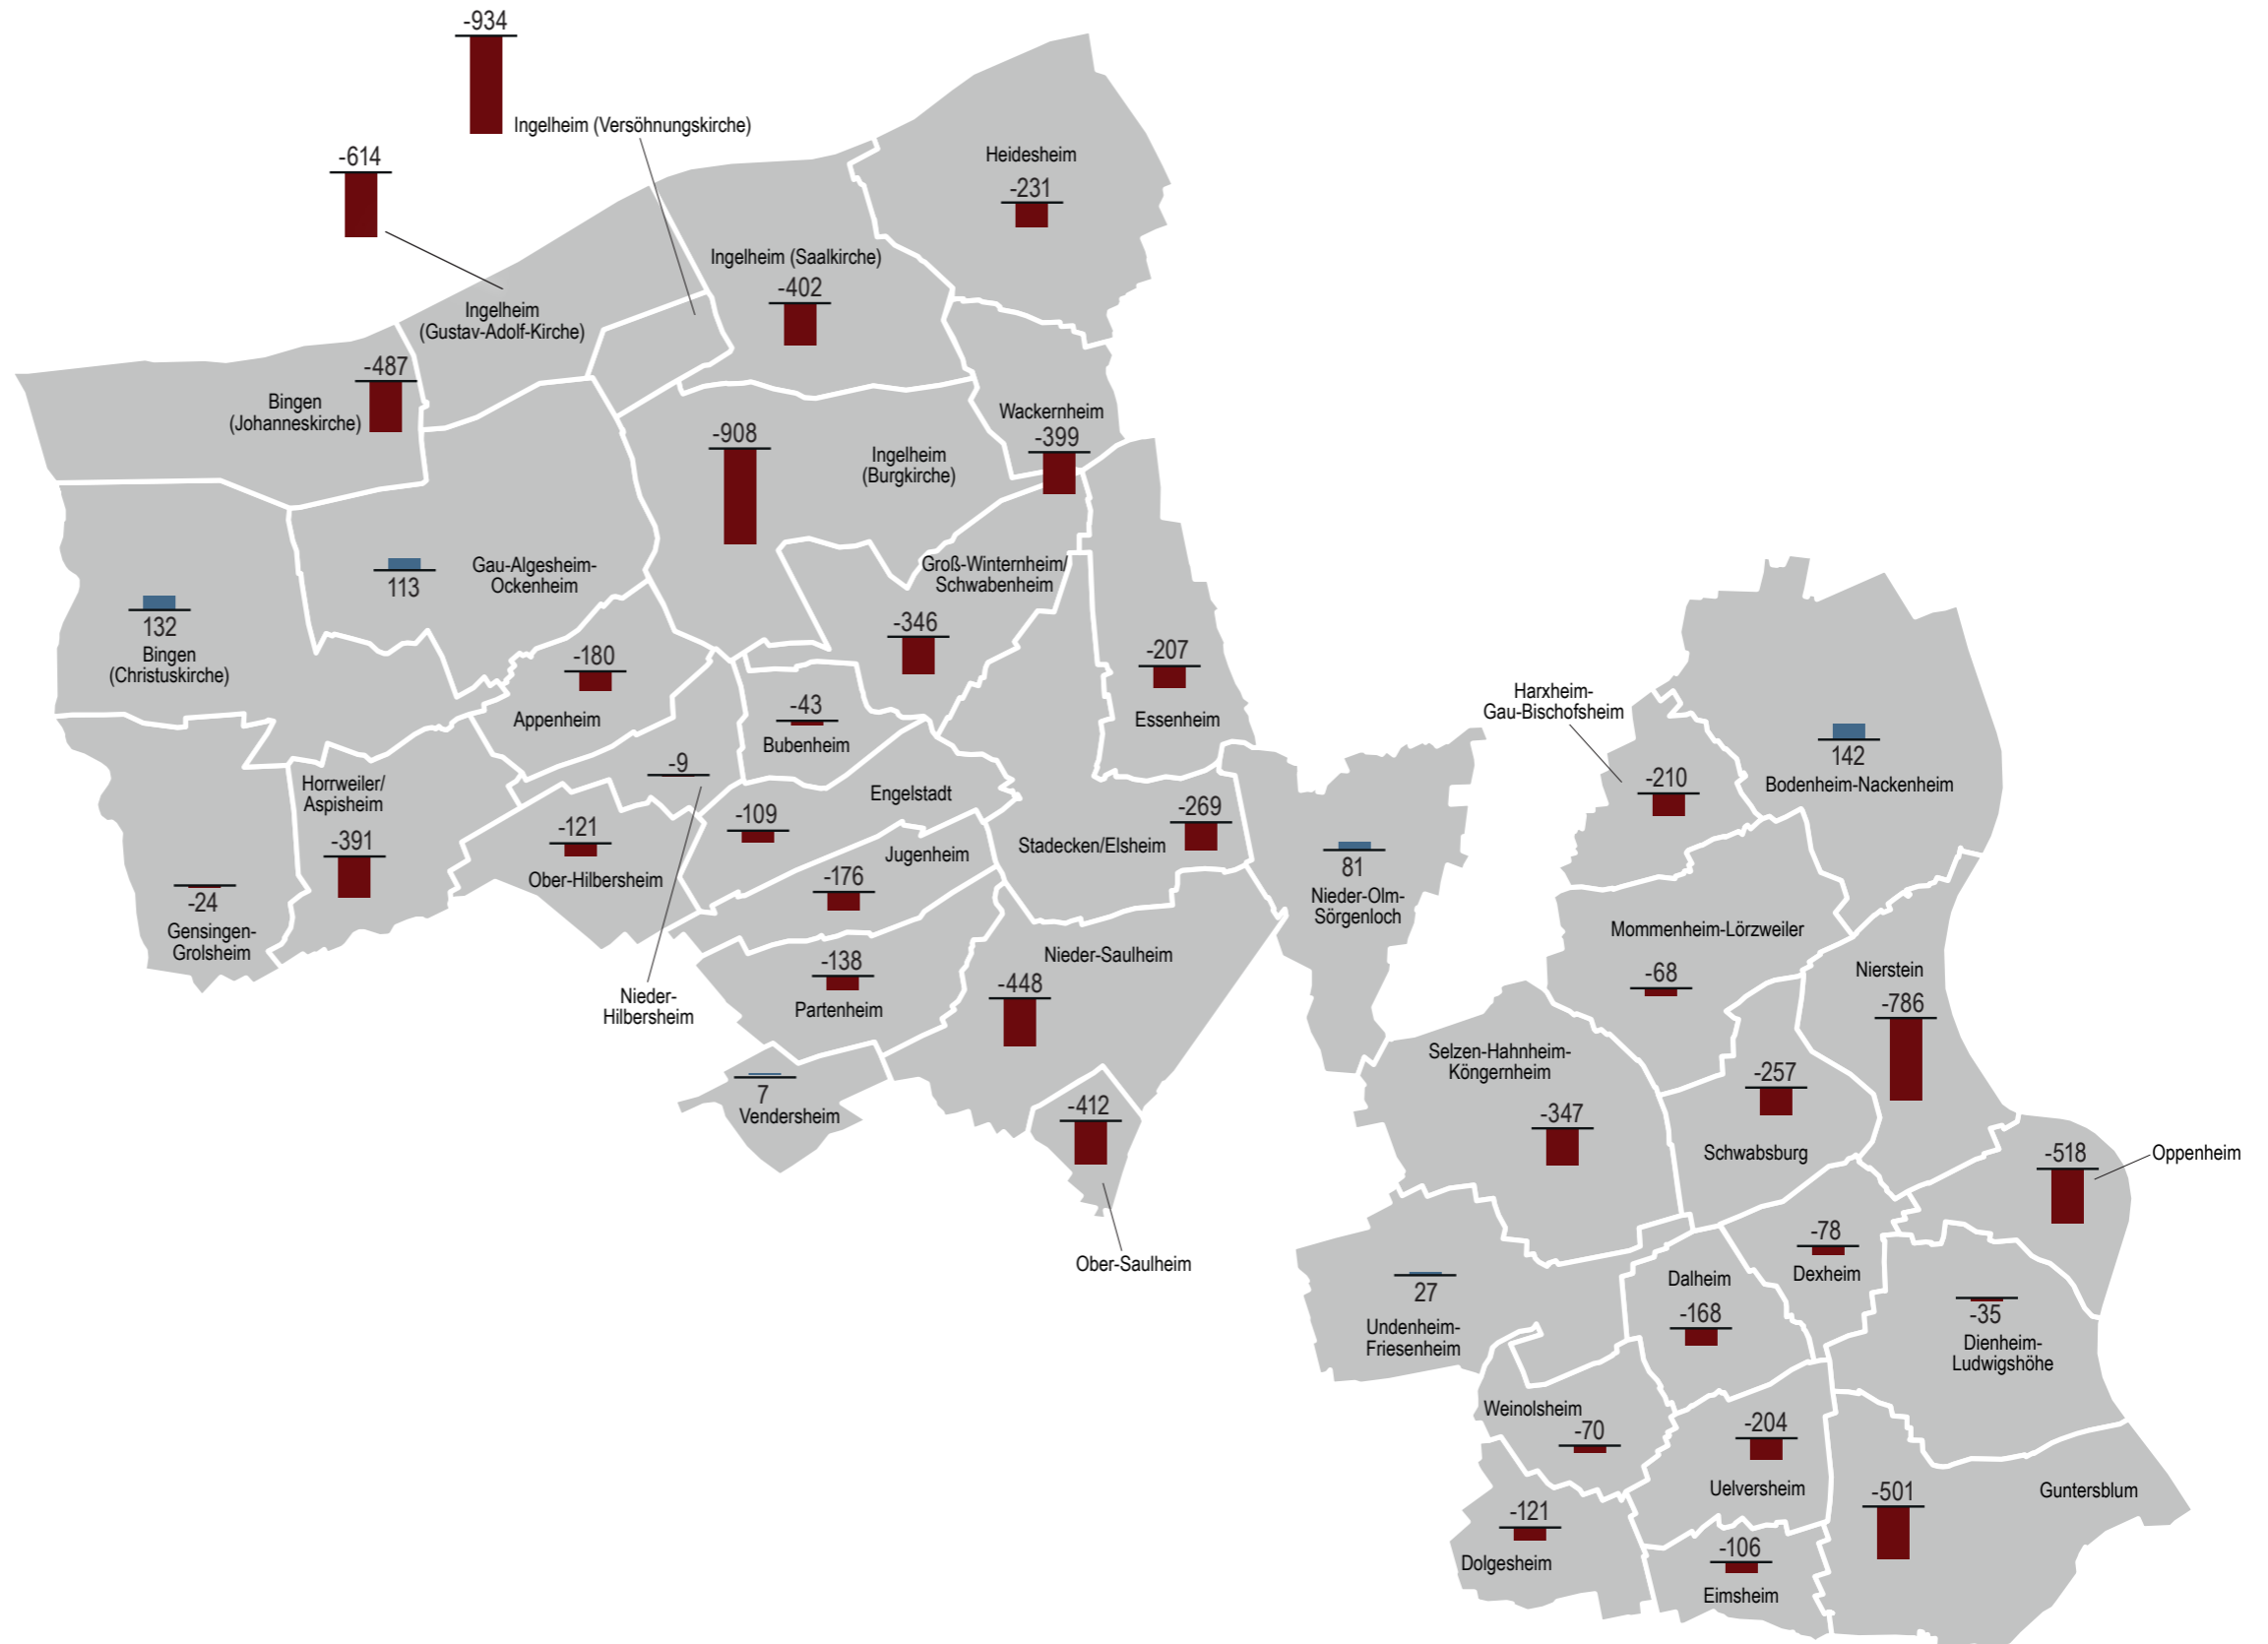 -934
Ingelheim (Versöhnungskirche)
-614
Ingelheim
(Gustav-Adolf-Kirche)
Heidesheim
-231
Ingelheim (Saalkirche)
-402
-487
Bingen
(Johanneskirche)
Wackernheim
-399
-908
Ingelheim
(Burgkirche)
113
Gau-Algesheim-
Ockenheim
132
Bingen
(Christuskirche)
Groß-Winternheim/
Schwabenheim
-346
-207
Essenheim
-180
Appenheim
-43
Bubenheim
-9
Nieder-
Hilbersheim
Horrweiler/
Aspisheim
-391
-24
Gensingen-
Grolsheim
-121
Ober-Hilbersheim
Engelstadt
-109
Jugenheim
-176
Stadecken/Elsheim
-269
-138
Partenheim
Nieder-Saulheim
-448
7
Vendersheim
-412
Ober-Saulheim
81
Nieder-Olm-
Sörgenloch
Harxheim-
Gau-Bischofsheim
-210
142
Bodenheim-Nackenheim
Mommenheim-Lörzweiler
-68
Nierstein
-786
Selzen-Hahnheim-
Köngernheim
-347
-257
Schwabsburg
-518
Oppenheim
-78
Dexheim
27
Undenheim-
Friesenheim
Dalheim
-168
-35
Dienheim-
Ludwigshöhe
Weinolsheim
-70
-204
Uelversheim
-501
Guntersblum
-121
Dolgesheim
-106
Eimsheim